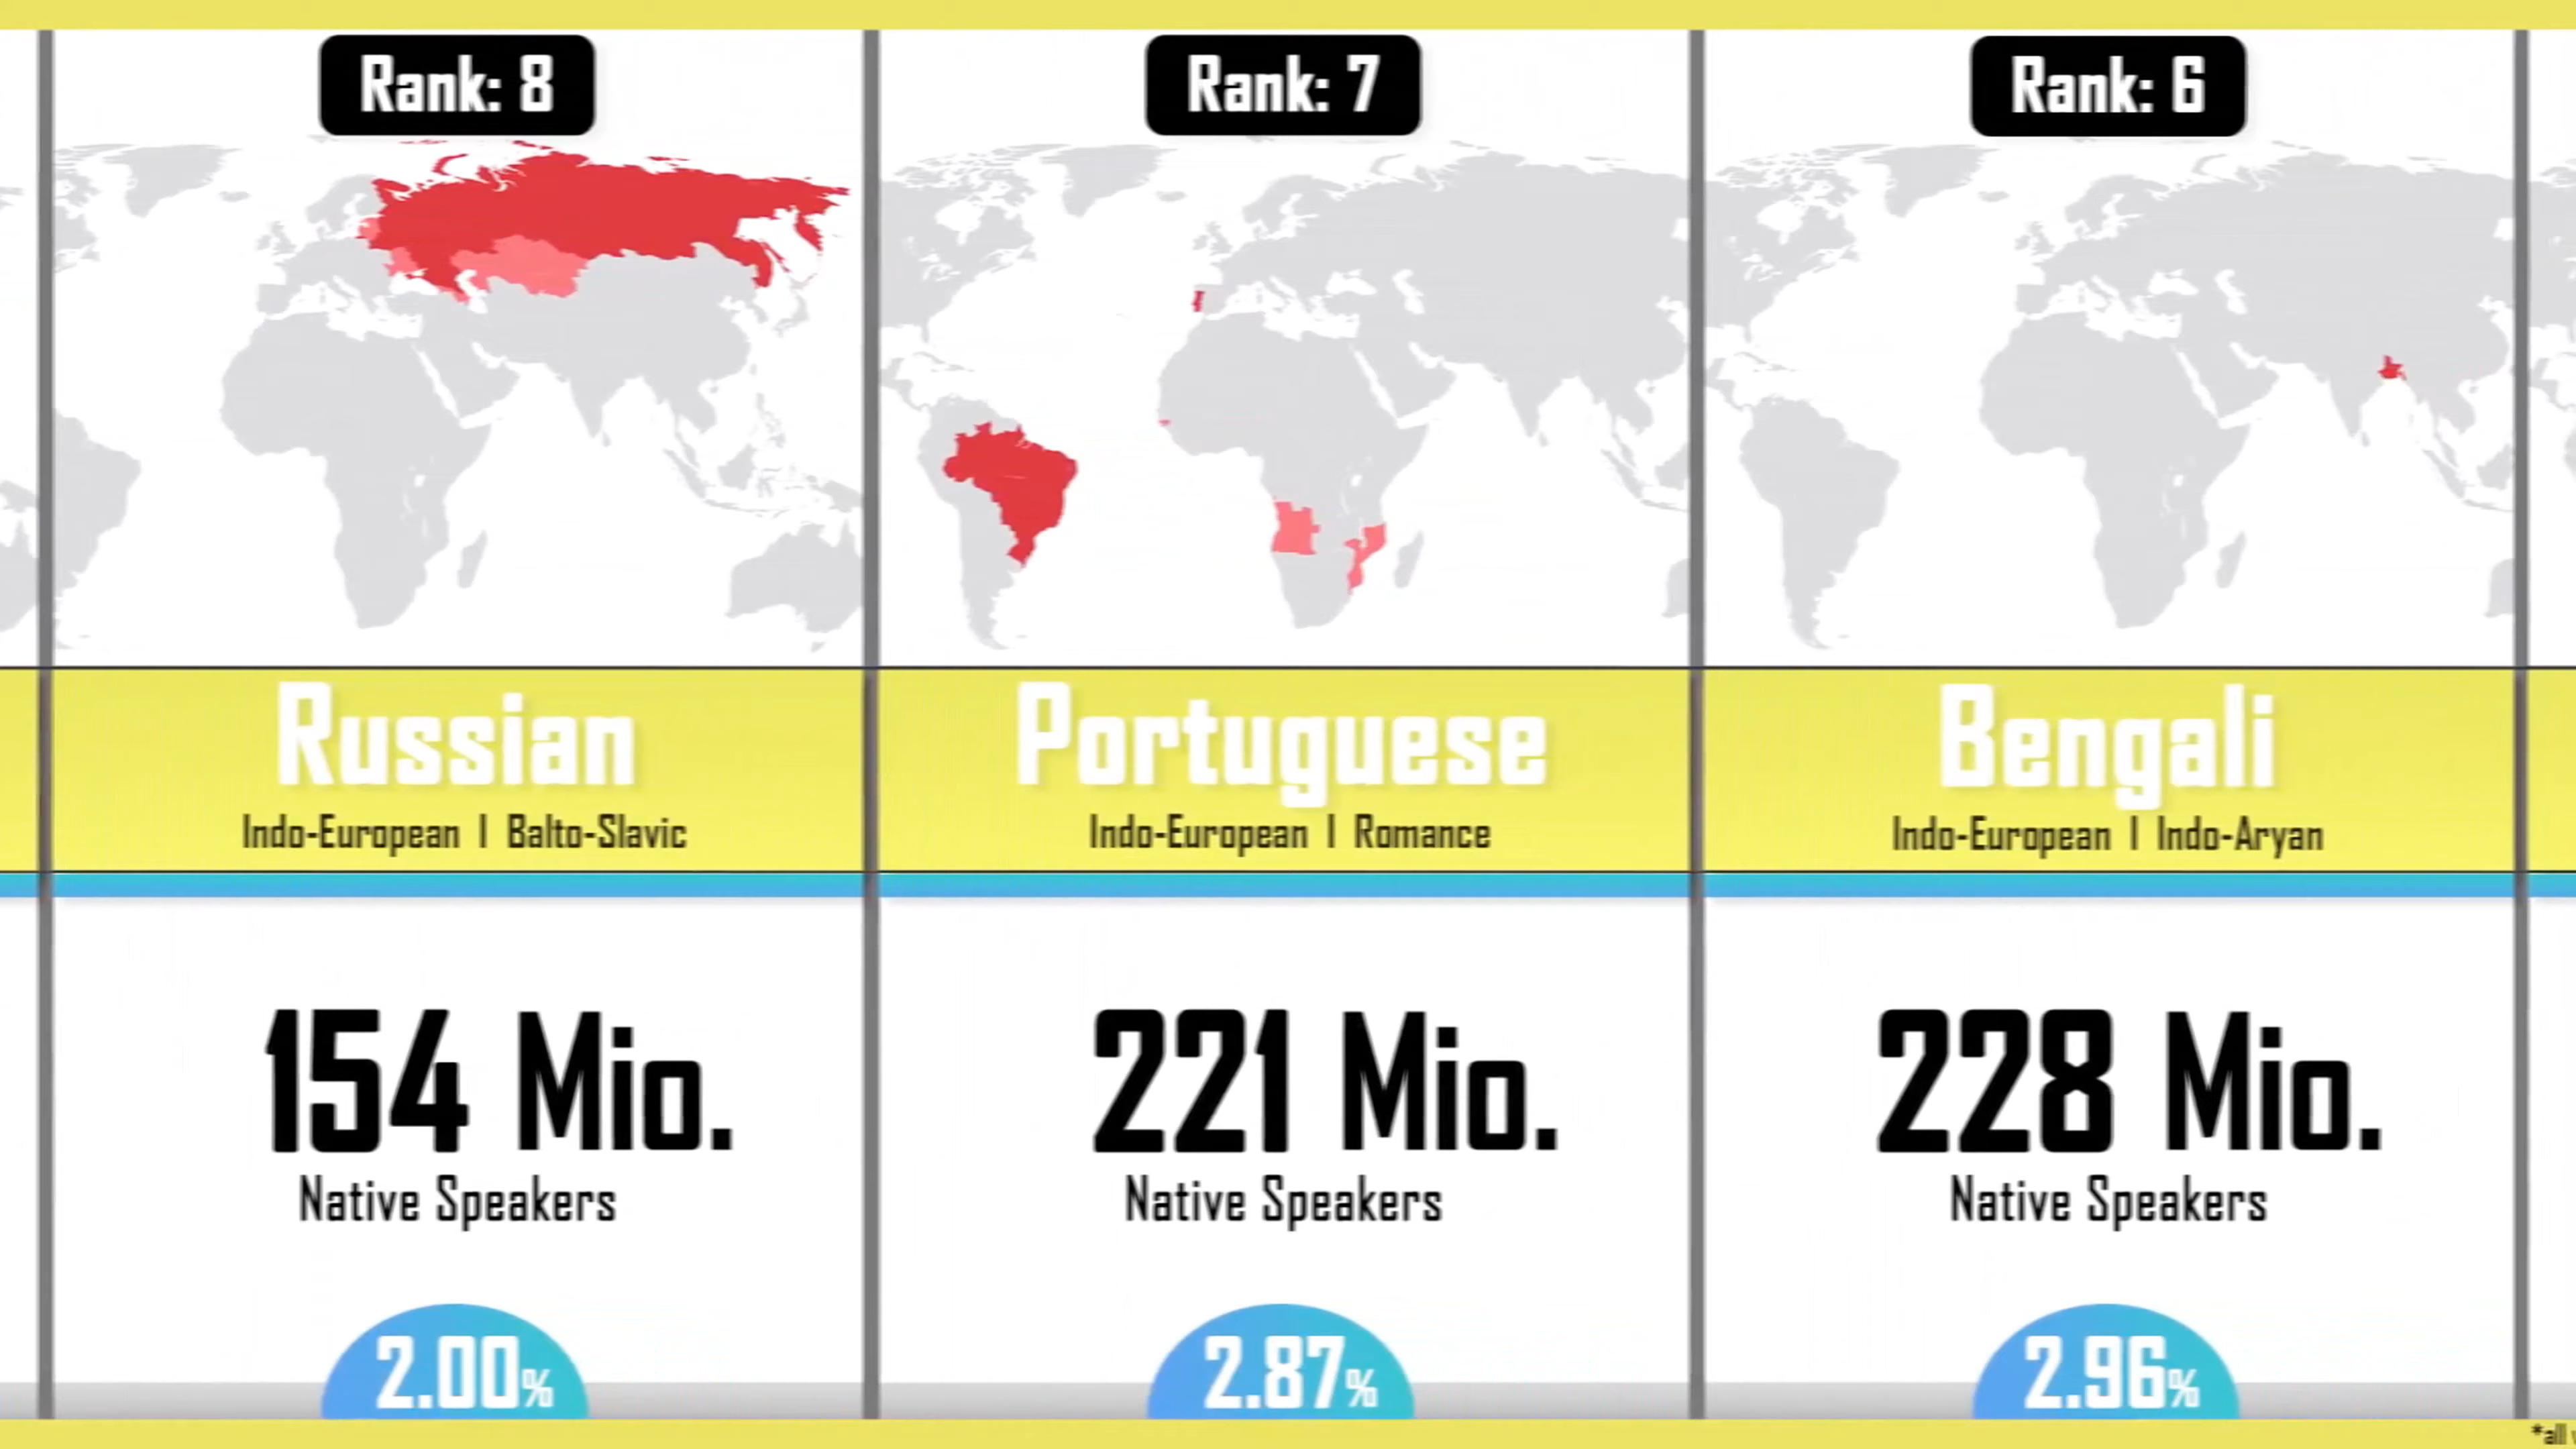 Rank: 8
Russian
Indo-European | Balto-Slavic
154 Mio.
Native Speakers
2.00%
Rank: 7
Portuguese
Indo-European | Romance
221 Mio.
Native Speakers
2.87%
Rank: 6
Bengali
Indo-European | Indo-Aryan
228 Mio.
Native Speakers
2.96%
*all